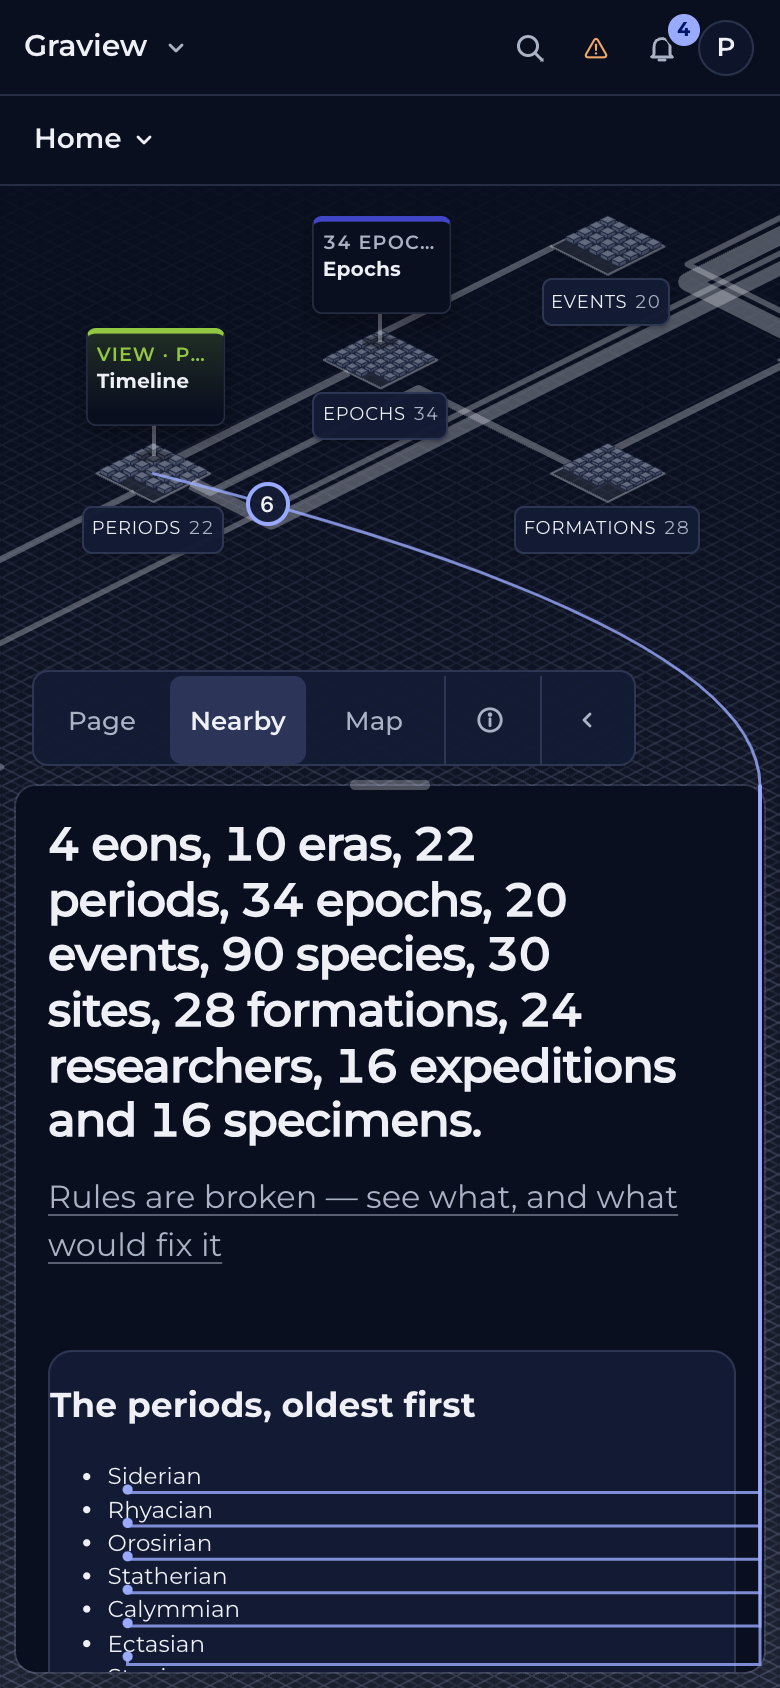 Graview
4
P
Home
34 EPOC...
Epochs
EVENTS 20
VIEW · P...
Timeline
EPOCHS 34
6
PERIODS 22
FORMATIONS 28
Page
Nearby
Map
4 eons, 10 eras, 22
periods, 34 epochs, 20
events, 90 species, 30
sites, 28 formations, 24
researchers, 16 expeditions
and 16 specimens.
Rules are broken — see what, and what
would fix it
The periods, oldest first
• Siderian
• Rhyacian
• Orosirian
• Statherian
• Calymmian
• Ectasian